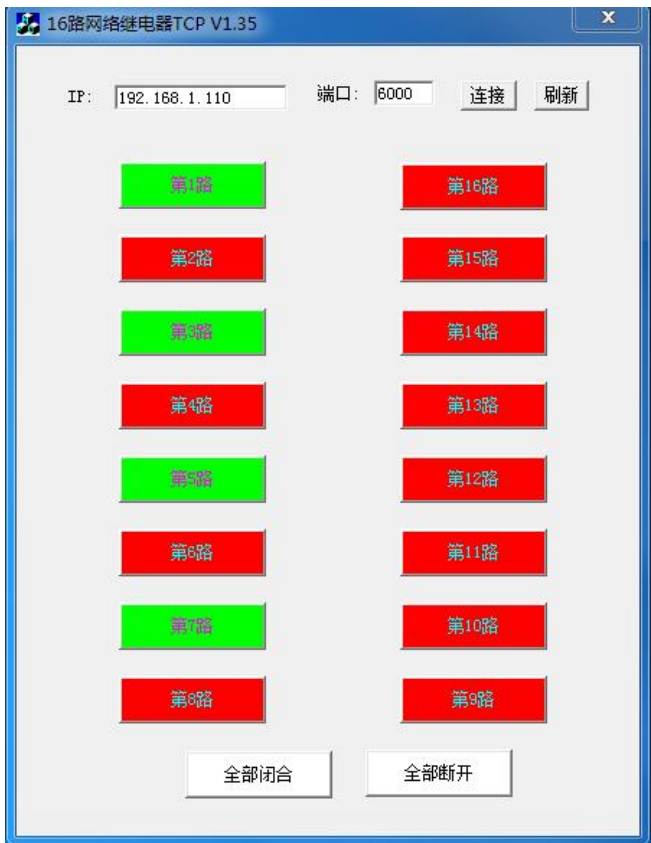 16路网络继电器TCP V1.35
IP: 192.168.1.110 端口: 6000 连接 刷新
第1路 第16路
第2路 第15路
第3路 第14路
第4路 第13路
第5路 第12路
第6路 第11路
第7路 第10路
第8路 第9路
全部闭合 全部断开